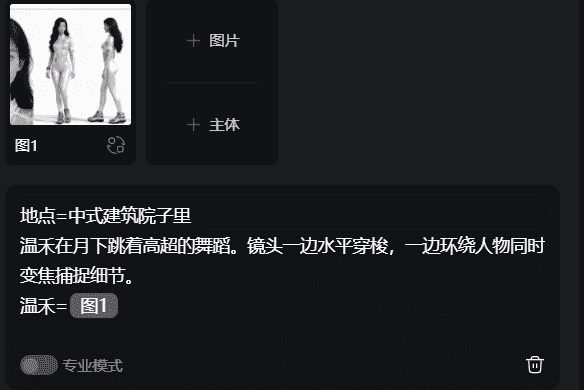 + 图片
图1
+ 主体
地点=中式建筑院子里
温禾在月下跳着高超的舞蹈。镜头一边水平穿梭，一边环绕人物同时
变焦捕捉细节。
温禾= 图1
专业模式